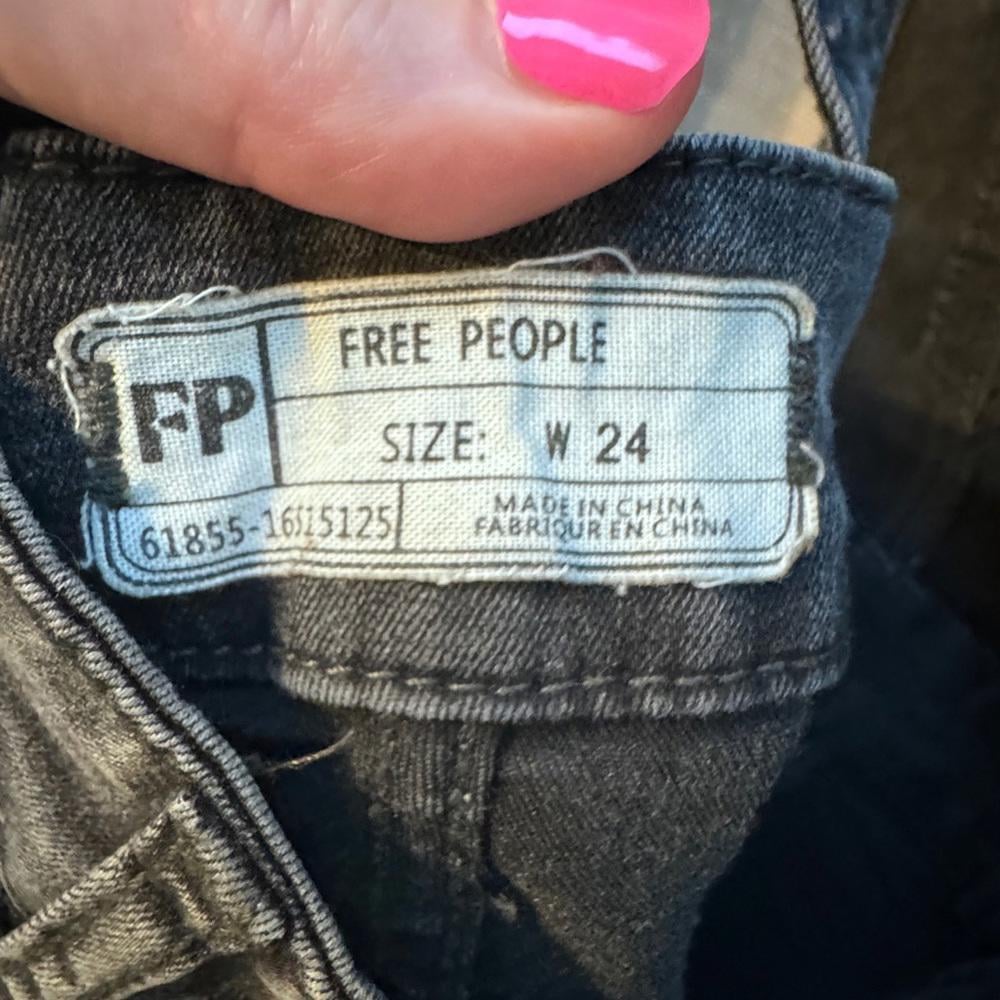 FREE PEOPLE
FP
SIZE: W 24
61855-16515125
MADE IN CHINA
FABRIQUR EN CHINA